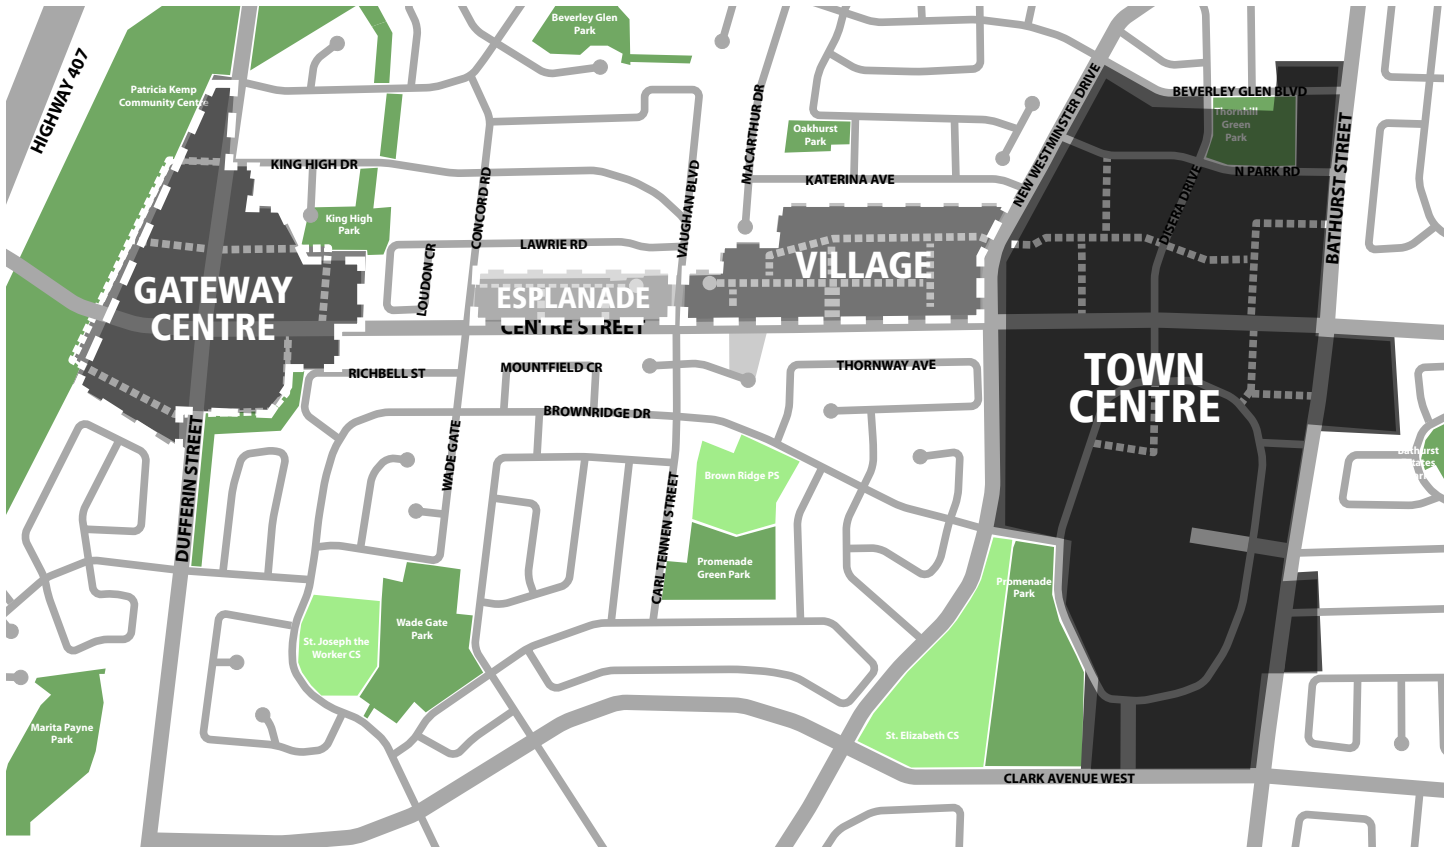 Beverley Glen
Park
HIGHWAY 407
Patricia Kemp
Community Centre
MACARTHUR DR
NEW WESTMINSTER DRIVE
BEVERLEY GLEN BLVD
Thornhill
Green
Park
Oakhurst
Park
KING HIGH DR
KATERINA AVE
N PARK RD
BATHURST STREET
DISERA DRIVE
CONCORD RD
VAUGHAN BLVD
King High
Park
LAWRIE RD
LOUDON CR
GATEWAY
CENTRE
ESPLANADE
VILLAGE
CENTRE STREET
TOWN
CENTRE
RICHBELL ST
MOUNTFIELD CR
THORNWAY AVE
BROWNRIDGE DR
WADE GATE
DUFFERIN STREET
CARL TENNEN STREET
Brown Ridge PS
Bathurst
Promenade
Green Park
Promenade
Park
Wade Gate
Park
St. Joseph the
Worker CS
Marita Payne
Park
St. Elizabeth CS
CLARK AVENUE WEST